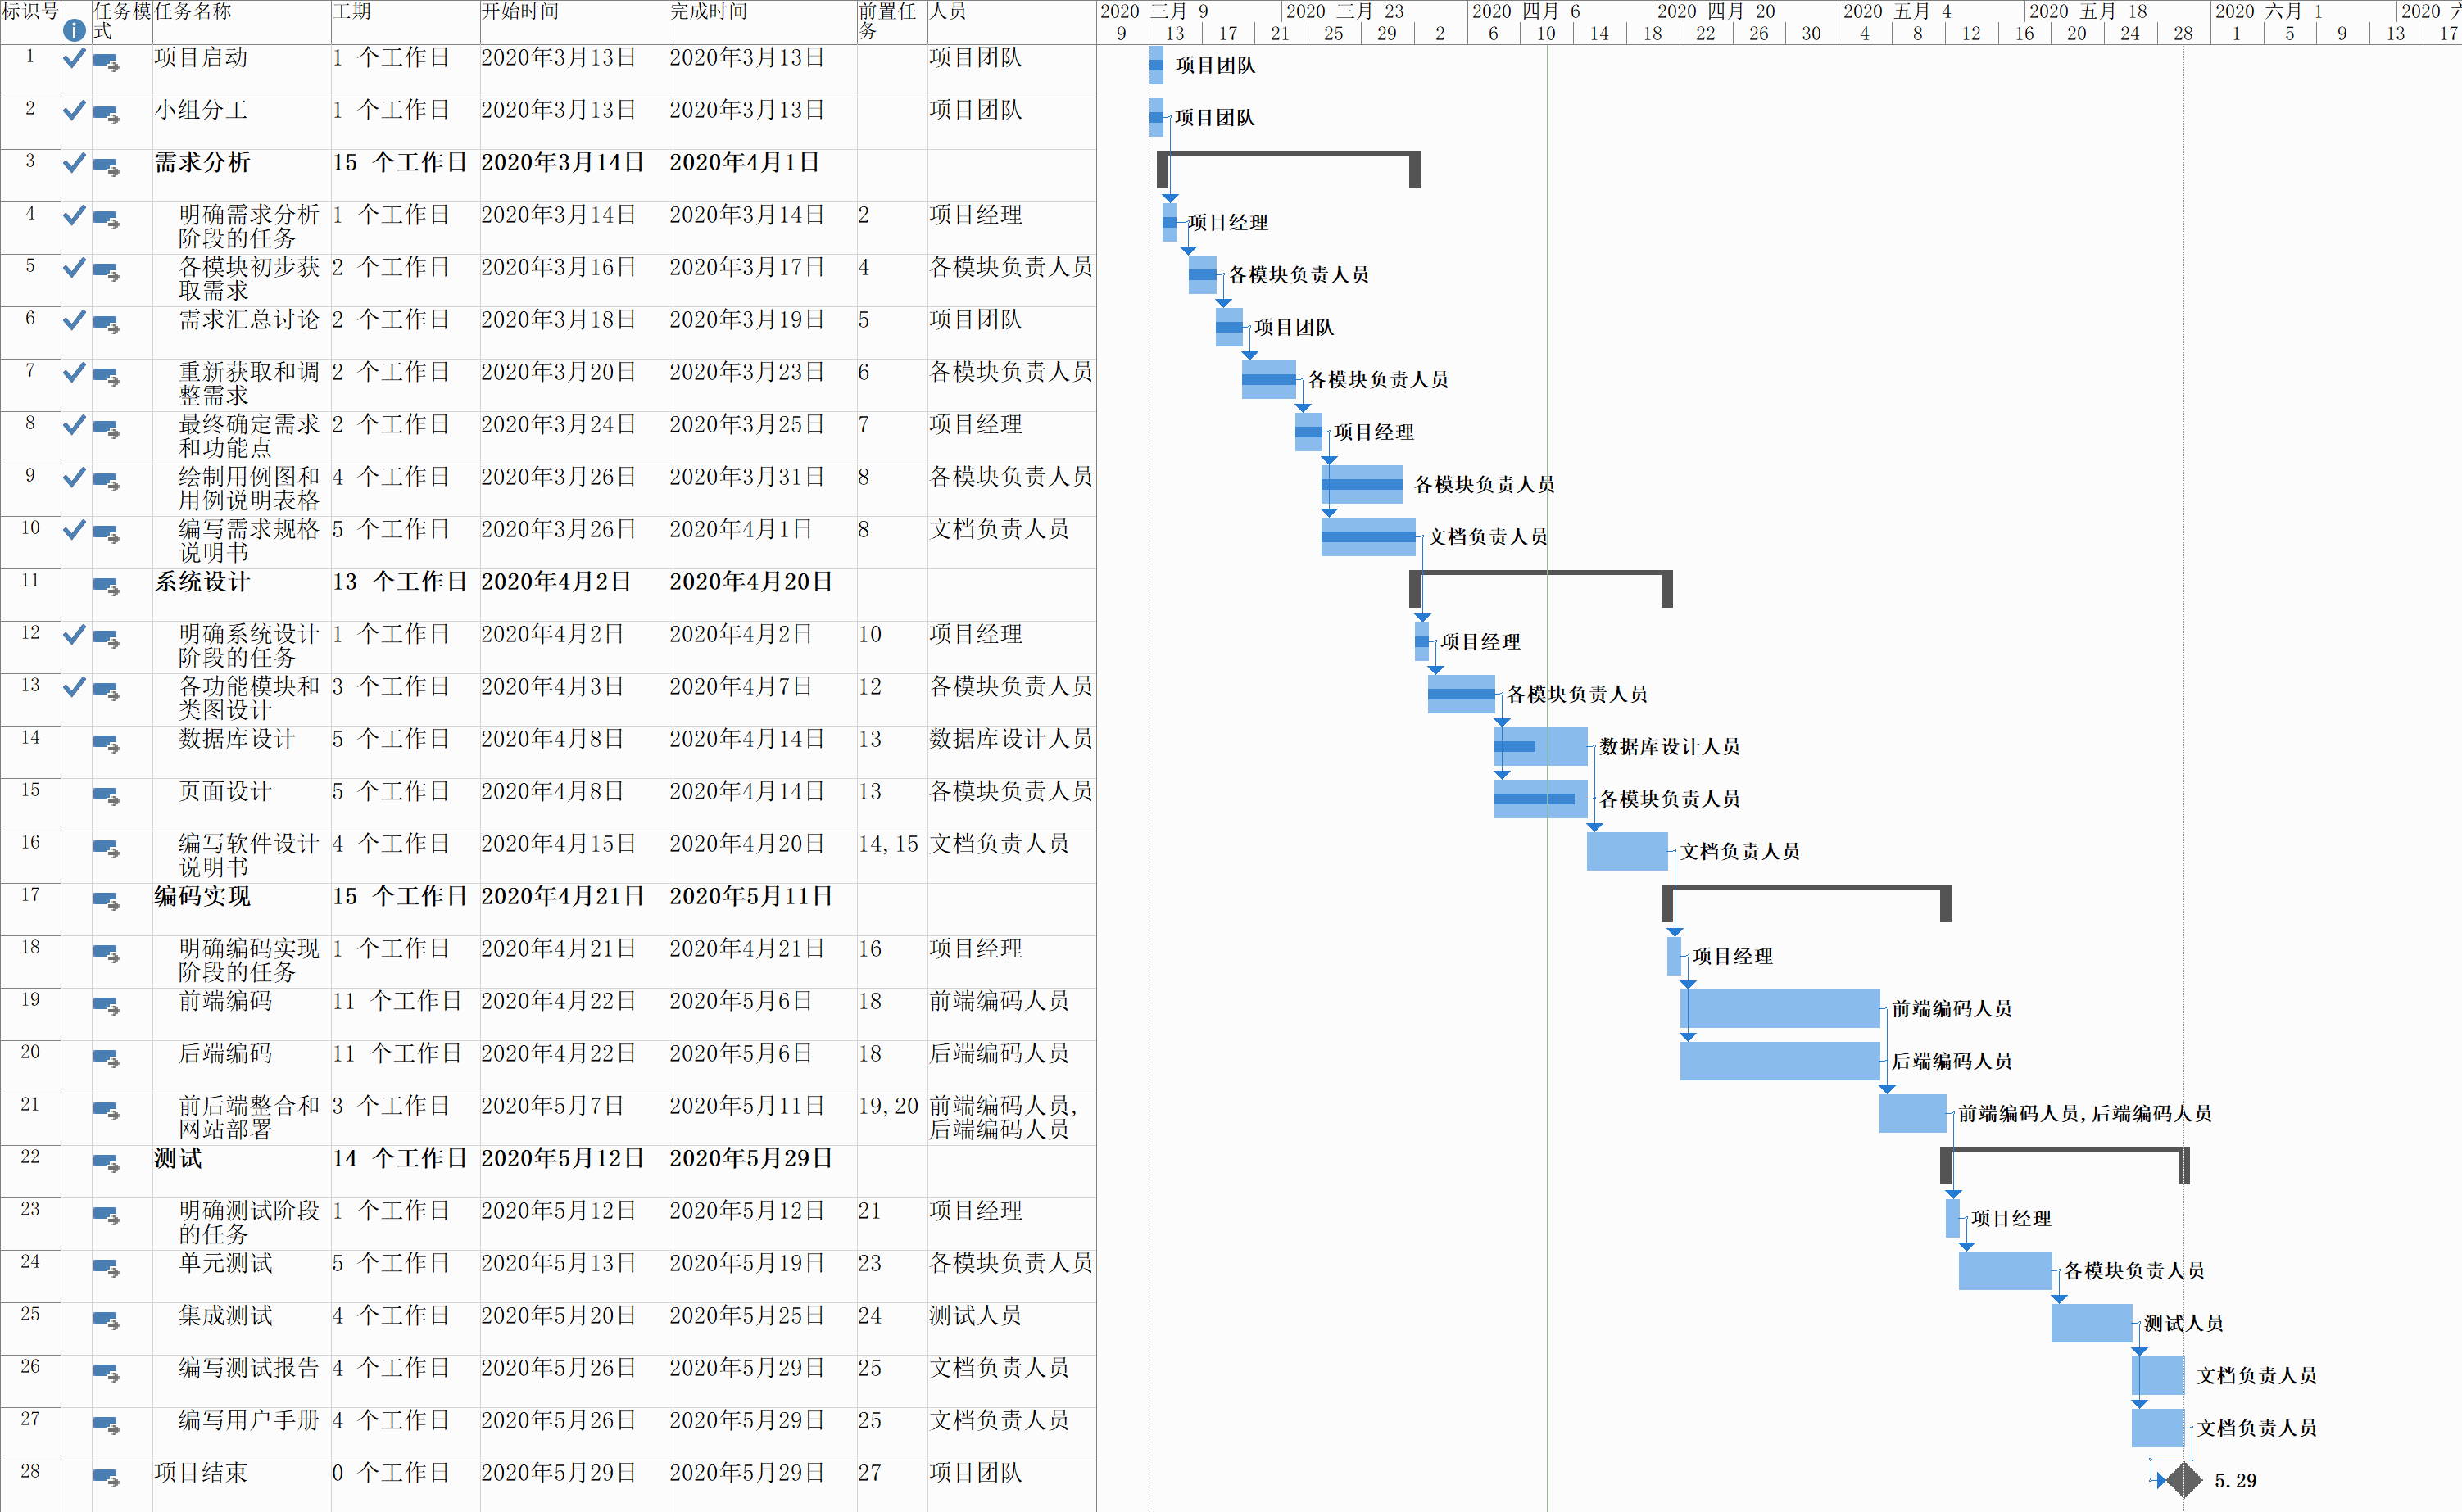 标识号 任务模式 任务名称 工期 开始时间 完成时间 前置任务 人员
2020 三月 9 2020 三月 23 2020 四月 6 2020 四月 20 2020 五月 4 2020 五月 18 2020 六月 1 2020 六
9 13 17 21 25 29 2 6 10 14 18 22 26 30 4 8 12 16 20 24 28 1 5 9 13 17
1 项目启动 1 个工作日 2020年3月13日 2020年3月13日 项目团队 项目团队
2 小组分工 1 个工作日 2020年3月13日 2020年3月13日 项目团队 项目团队
3 需求分析 15 个工作日 2020年3月14日 2020年4月1日
4 明确需求分析 1 个工作日 2020年3月14日 2020年3月14日 2 项目经理 项目经理
阶段的任务
5 各模块初步获 2 个工作日 2020年3月16日 2020年3月17日 4 各模块负责人员 各模块负责人员
取需求
6 需求汇总讨论 2 个工作日 2020年3月18日 2020年3月19日 5 项目团队 项目团队
7 重新获取和调 2 个工作日 2020年3月20日 2020年3月23日 6 各模块负责人员 各模块负责人员
整需求
8 最终确定需求 2 个工作日 2020年3月24日 2020年3月25日 7 项目经理 项目经理
和功能点
9 绘制用例图和 4 个工作日 2020年3月26日 2020年3月31日 8 各模块负责人员 各模块负责人员
用例说明表格
10 编写需求规格 5 个工作日 2020年3月26日 2020年4月1日 8 文档负责人员 文档负责人员
说明书
11 系统设计 13 个工作日 2020年4月2日 2020年4月20日
12 明确系统设计 1 个工作日 2020年4月2日 2020年4月2日 10 项目经理 项目经理
阶段的任务
13 各功能模块和 3 个工作日 2020年4月3日 2020年4月7日 12 各模块负责人员 各模块负责人员
类图设计
14 数据库设计 5 个工作日 2020年4月8日 2020年4月14日 13 数据库设计人员 数据库设计人员
15 页面设计 5 个工作日 2020年4月8日 2020年4月14日 13 各模块负责人员 各模块负责人员
16 编写软件设计 4 个工作日 2020年4月15日 2020年4月20日 14,15 文档负责人员 文档负责人员
说明书
17 编码实现 15 个工作日 2020年4月21日 2020年5月11日
18 明确编码实现 1 个工作日 2020年4月21日 2020年4月21日 16 项目经理 项目经理
阶段的任务
19 前端编码 11 个工作日 2020年4月22日 2020年5月6日 18 前端编码人员 前端编码人员
20 后端编码 11 个工作日 2020年4月22日 2020年5月6日 18 后端编码人员 后端编码人员
21 前后端整合和 3 个工作日 2020年5月7日 2020年5月11日 19,20 前端编码人员, 前端编码人员,后端编码人员
网站部署 后端编码人员
22 测试 14 个工作日 2020年5月12日 2020年5月29日
23 明确测试阶段 1 个工作日 2020年5月12日 2020年5月12日 21 项目经理 项目经理
的任务
24 单元测试 5 个工作日 2020年5月13日 2020年5月19日 23 各模块负责人员 各模块负责人员
25 集成测试 4 个工作日 2020年5月20日 2020年5月25日 24 测试人员 测试人员
26 编写测试报告 4 个工作日 2020年5月26日 2020年5月29日 25 文档负责人员 文档负责人员
27 编写用户手册 4 个工作日 2020年5月26日 2020年5月29日 25 文档负责人员 文档负责人员
28 项目结束 0 个工作日 2020年5月29日 2020年5月29日 27 项目团队 5.29